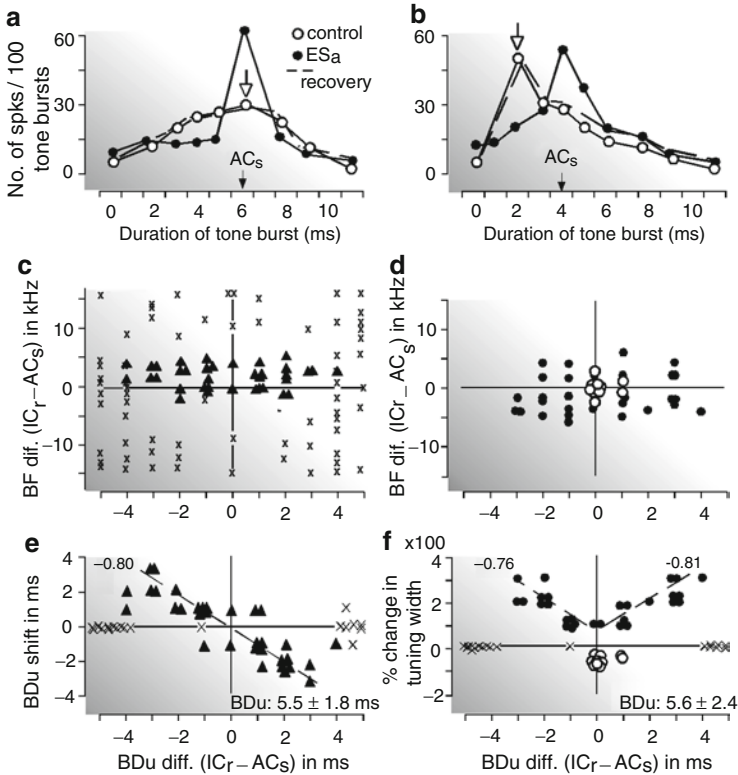 a
60
30
0
No. of spks / 100
tone bursts
control
ESa
recovery
ACs
0 2 4 6 8 10
Duration of tone burst (ms)
b
60
30
0
ACs
0 2 4 6 8 10
Duration of tone burst (ms)
c
10
0
−10
BF dif. (ICr−ACs) in kHz
−4 −2 0 2 4
d
10
0
−10
BF dif. (ICr_ ACs) in kHz
−4 −2 0 2 4
e
4
2
0
−2
−4
BDu shift in ms
−0.80
BDu: 5.5 ± 1.8 ms
−4 −2 0 2 4
BDu diff. (ICr−ACs) in ms
f
x100
4
2
0
−2
% change in
tuning width
−0.76
-0.81
BDu: 5.6 ± 2.4
−4 −2 0 2 4
BDu diff. (ICr−ACs) in ms